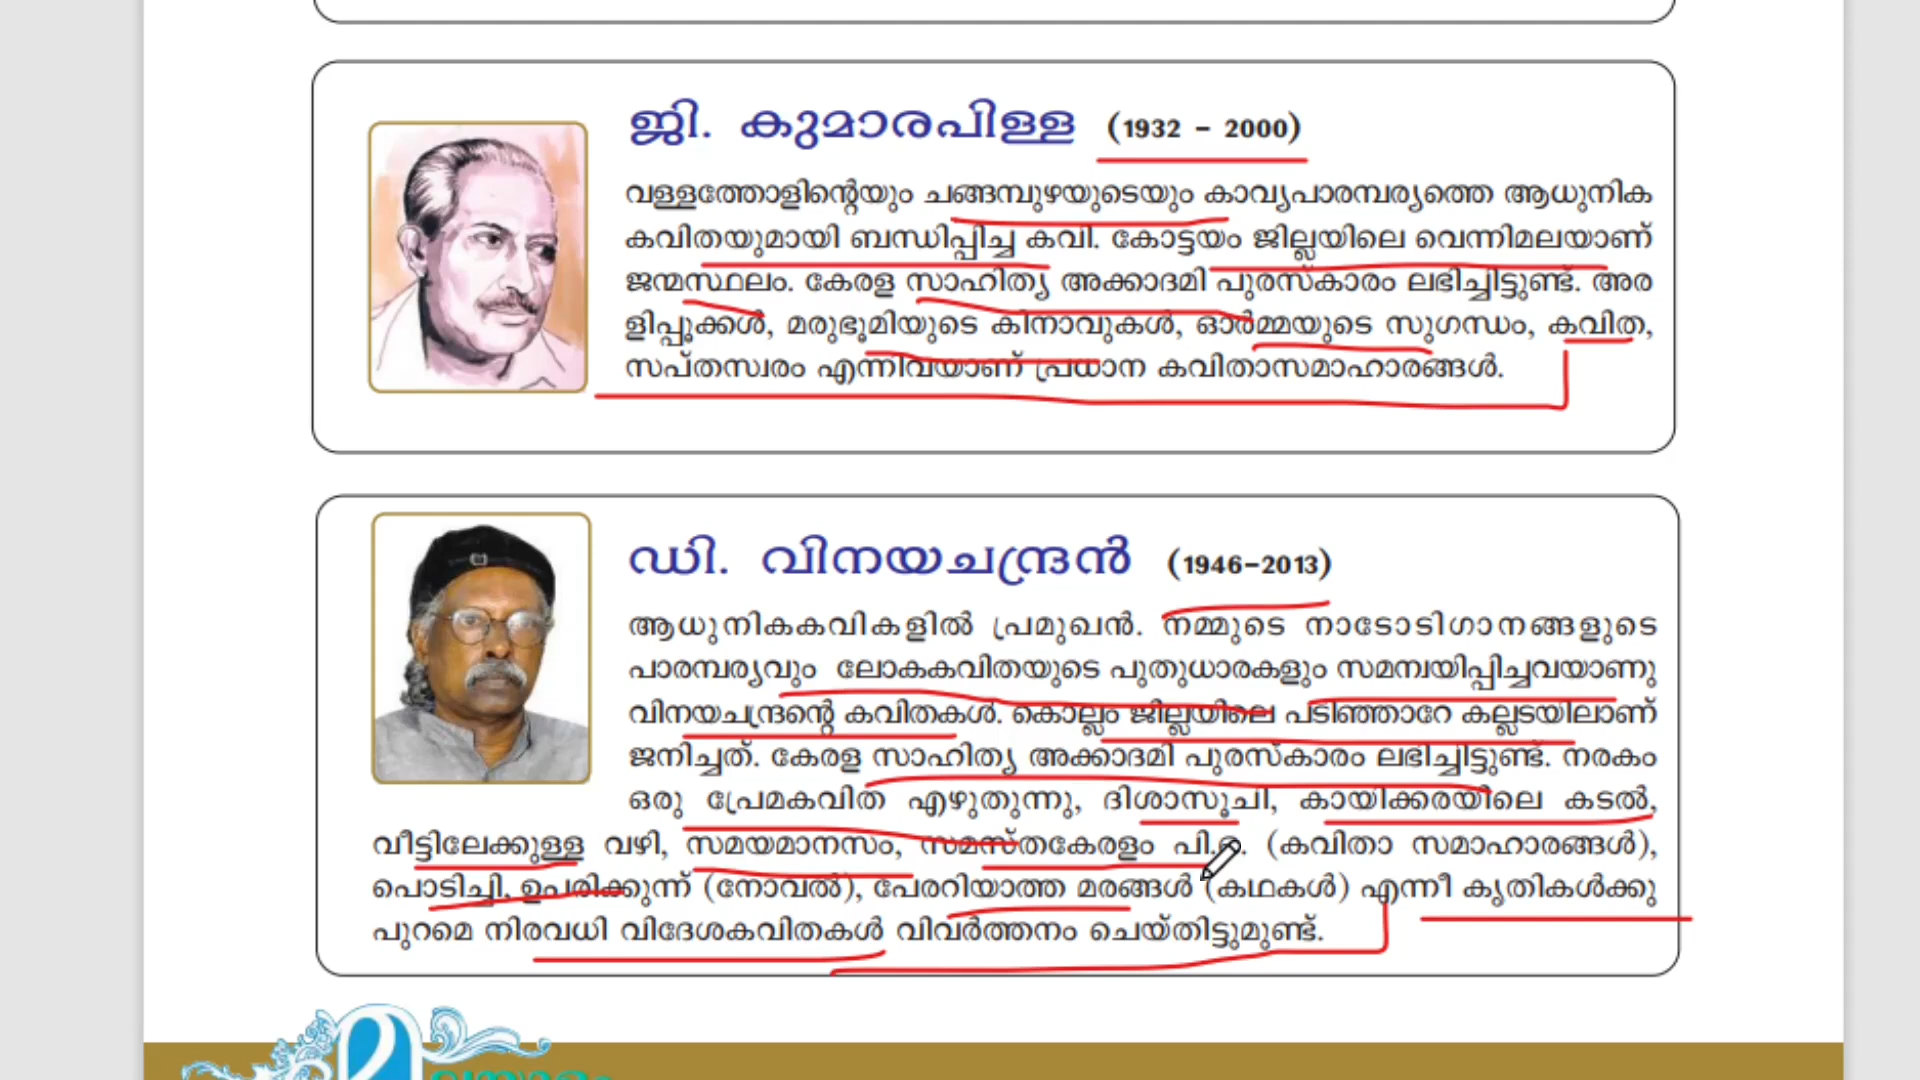 ജി. കുമാരപിള്ള (1932 - 2000)
വള്ളത്തോളിന്റെയും ചങ്ങമ്പുഴയുടെയും കാവ്യപാരമ്പര്യത്തെ ആധുനിക
കവിതയുമായി ബന്ധിപ്പിച്ച കവി. കോട്ടയം ജില്ലയിലെ വെന്നിമലയാണ്
ജന്മസ്ഥലം. കേരള സാഹിത്യ അക്കാദമി പുരസ്കാരം ലഭിച്ചിട്ടുണ്ട്. അര
ളിപ്പൂക്കൾ, മരുഭൂമിയുടെ കിനാവുകൾ, ഓർമ്മയുടെ സുഗന്ധം, കവിത,
സപ്തസ്വരം എന്നിവയാണ് പ്രധാന കവിതാസമാഹാരങ്ങൾ.
ഡി. വിനയചന്ദ്രൻ (1946-2013)
ആധുനികകവികളിൽ പ്രമുഖൻ. നമ്മുടെ നാടോടിഗാനങ്ങളുടെ
പാരമ്പര്യവും ലോകകവിതയുടെ പുതുധാരകളും സമന്വയിപ്പിച്ചവയാണു
വിനയചന്ദ്രന്റെ കവിതകൾ. കൊല്ലം ജില്ലയിലെ പടിഞ്ഞാറേ കല്ലടയിലാണ്
ജനിച്ചത്. കേരള സാഹിത്യ അക്കാദമി പുരസ്കാരം ലഭിച്ചിട്ടുണ്ട്. നരകം
ഒരു പ്രേമകവിത എഴുതുന്നു, ദിശാസൂചി, കായിക്കരയിലെ കടൽ,
വീട്ടിലേക്കുള്ള വഴി, സമയമാനസം, സമസ്തകേരളം പി.ഒ. (കവിതാ സമാഹാരങ്ങൾ),
പൊടിച്ചി, ഉപരിക്കുന്ന് (നോവൽ), പേരറിയാത്ത മരങ്ങൾ (കഥകൾ) എന്നീ കൃതികൾക്കു
പുറമെ നിരവധി വിദേശകവിതകൾ വിവർത്തനം ചെയ്തിട്ടുമുണ്ട്.